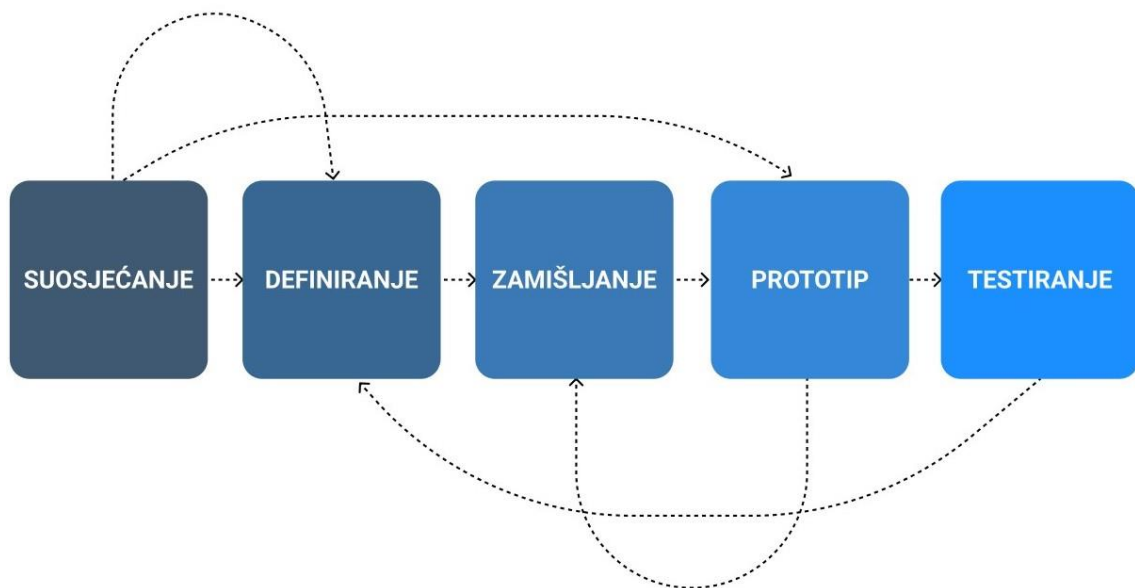 SUOSJEĆANJE
DEFINIRANJE
ZAMIŠLJANJE
PROTOTIP
TESTIRANJE